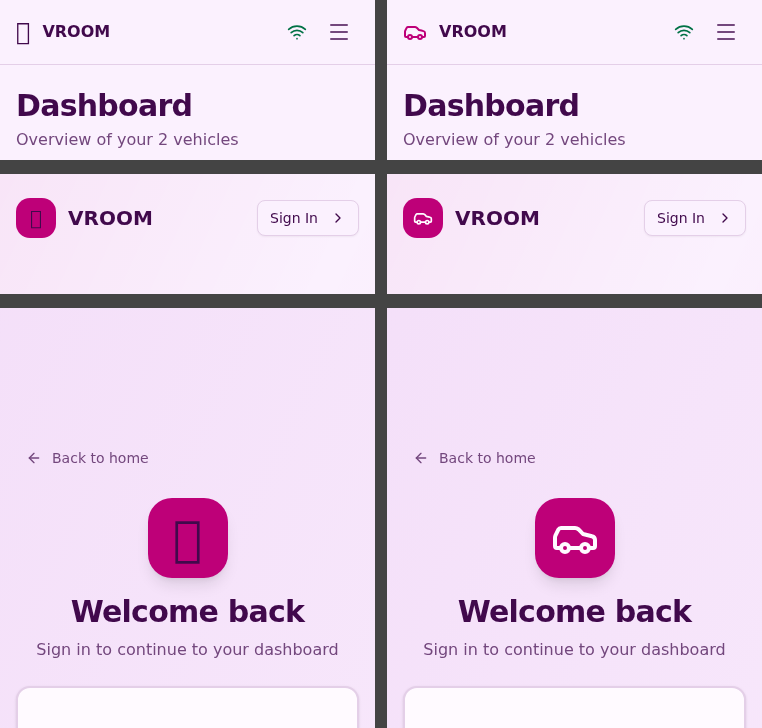 VROOM
Dashboard
Overview of your 2 vehicles
VROOM
Dashboard
Overview of your 2 vehicles
VROOM
Sign In
VROOM
Sign In
Back to home
Welcome back
Sign in to continue to your dashboard
Back to home
Welcome back
Sign in to continue to your dashboard